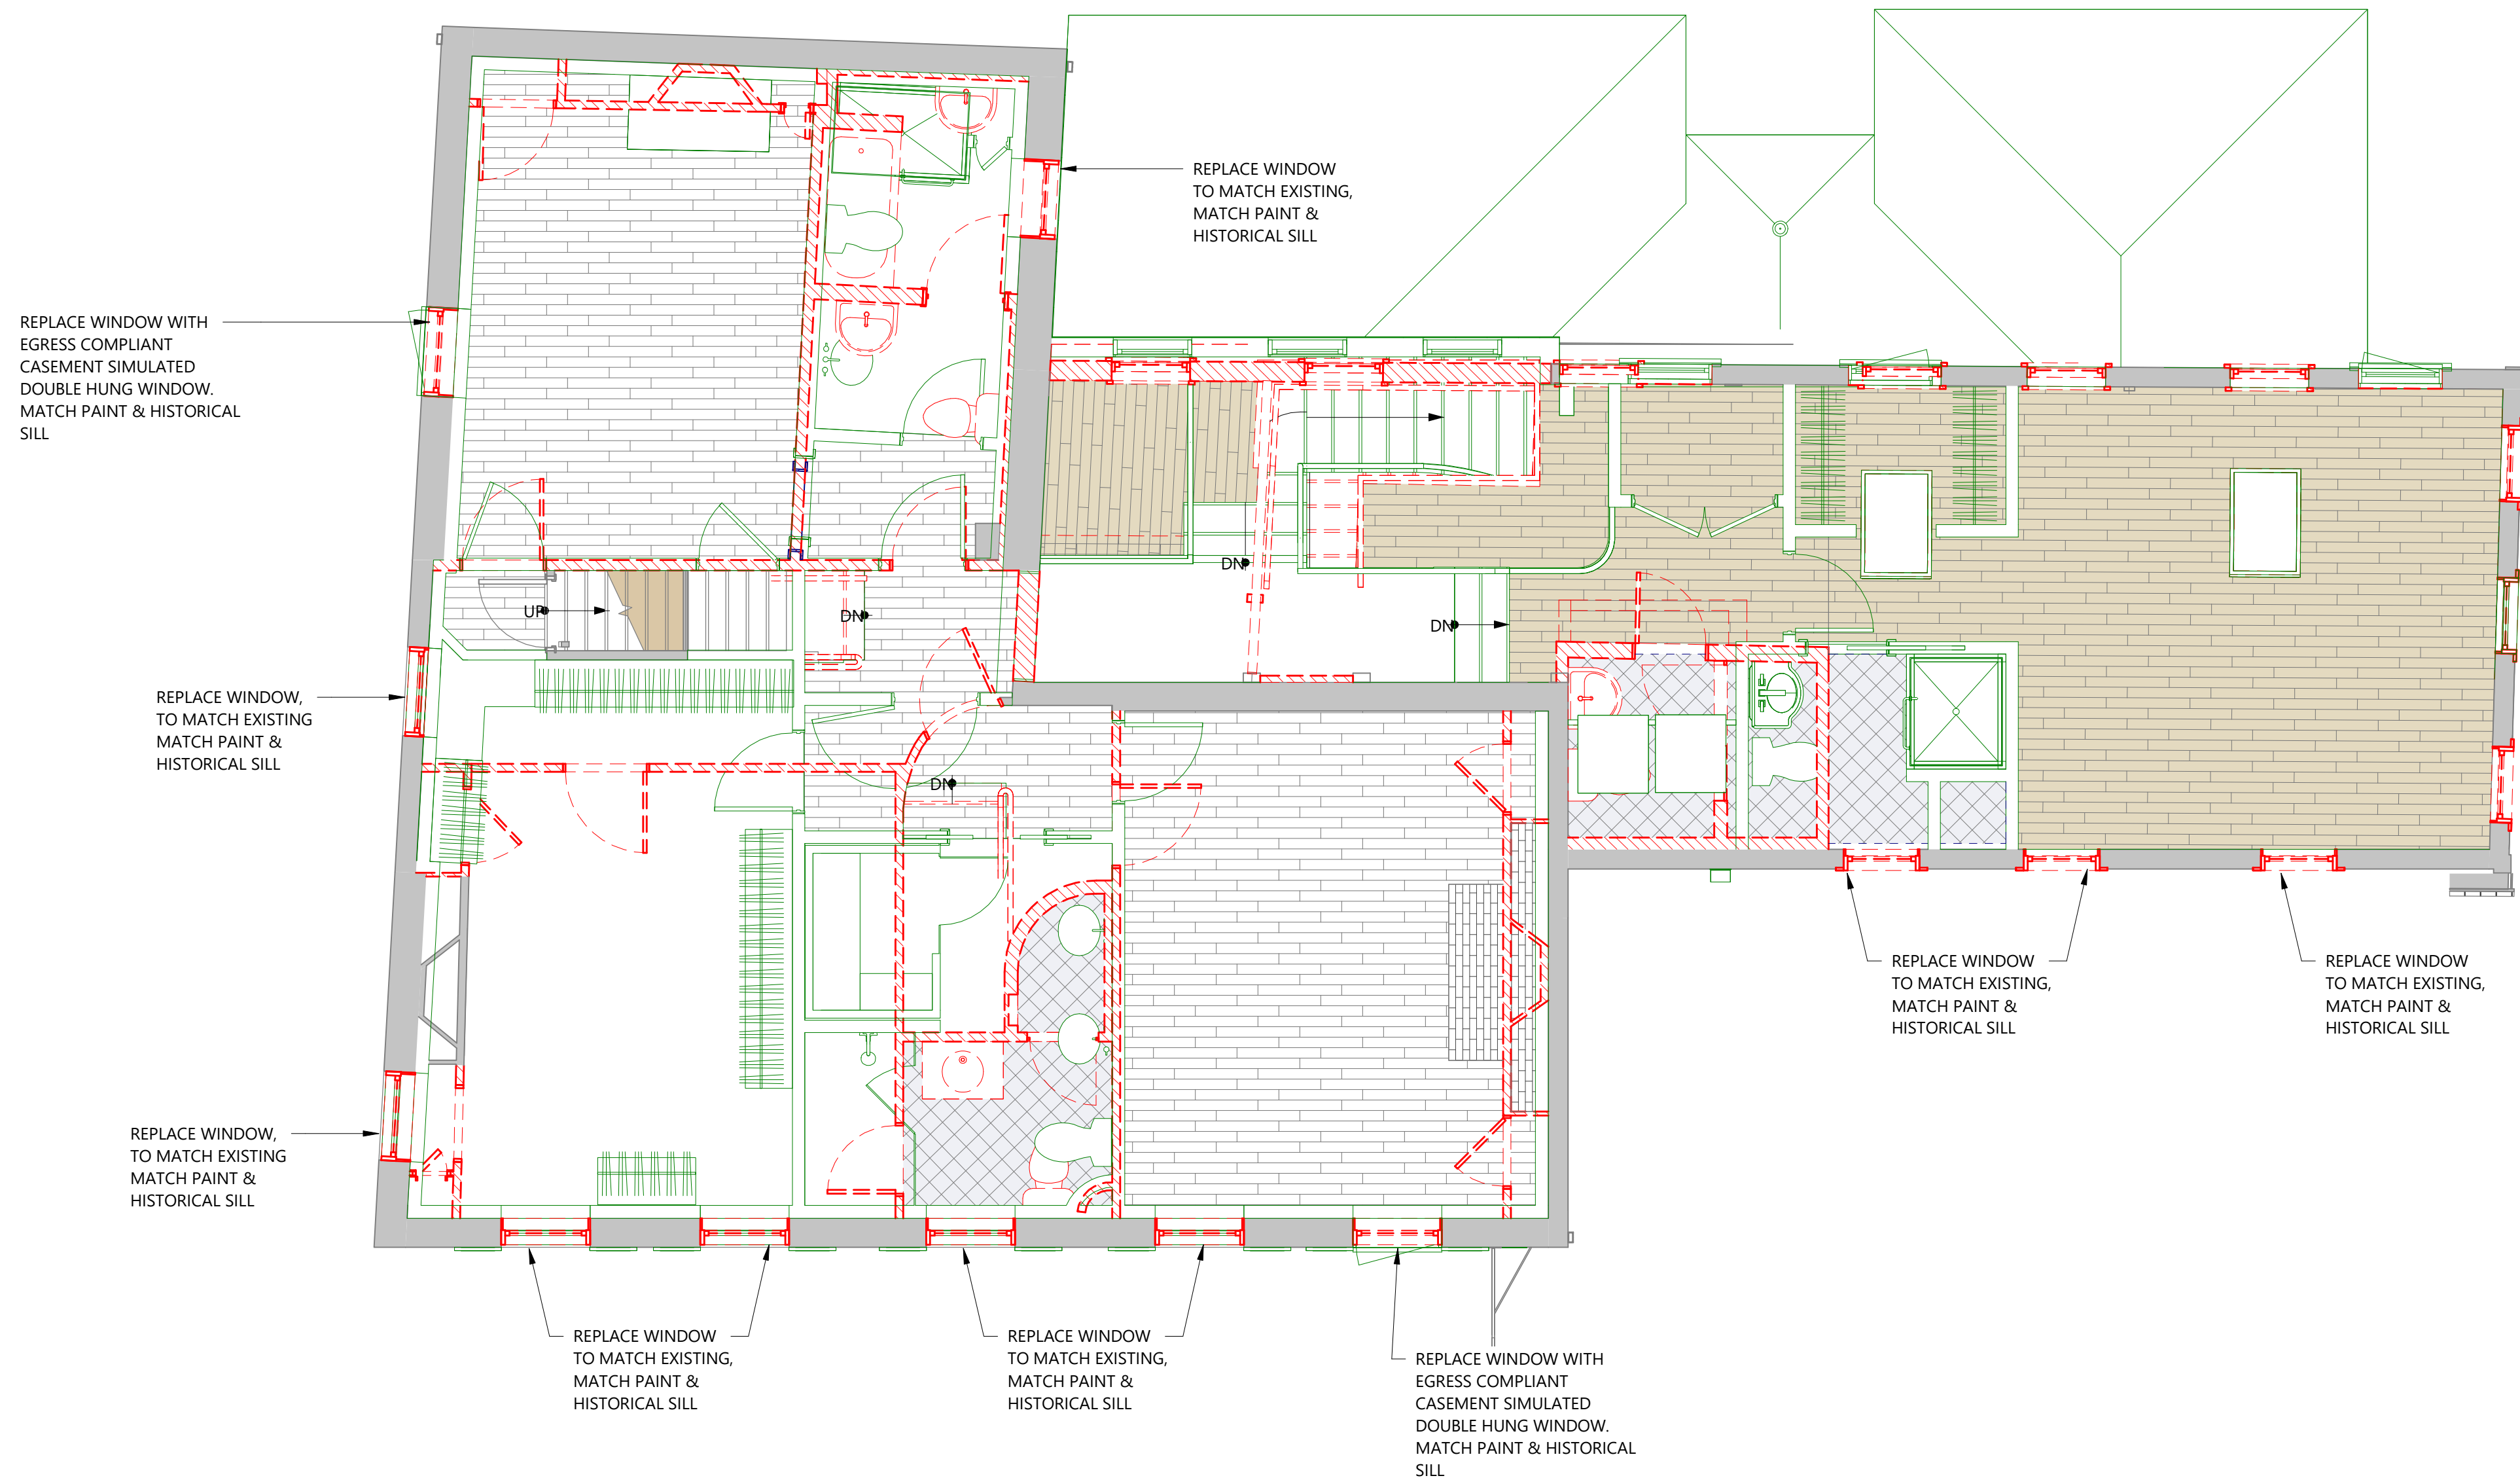 REPLACE WINDOW
TO MATCH EXISTING,
MATCH PAINT &
HISTORICAL SILL
REPLACE WINDOW WITH
EGRESS COMPLIANT
CASEMENT SIMULATED
DOUBLE HUNG WINDOW.
MATCH PAINT & HISTORICAL
SILL
DN
UP
DN
DN
REPLACE WINDOW,
TO MATCH EXISTING
MATCH PAINT &
HISTORICAL SILL
DN
REPLACE WINDOW
TO MATCH EXISTING,
MATCH PAINT &
HISTORICAL SILL
REPLACE WINDOW
TO MATCH EXISTING,
MATCH PAINT &
HISTORICAL SILL
REPLACE WINDOW,
TO MATCH EXISTING
MATCH PAINT &
HISTORICAL SILL
REPLACE WINDOW
TO MATCH EXISTING,
MATCH PAINT &
HISTORICAL SILL
REPLACE WINDOW
TO MATCH EXISTING,
MATCH PAINT &
HISTORICAL SILL
REPLACE WINDOW WITH
EGRESS COMPLIANT
CASEMENT SIMULATED
DOUBLE HUNG WINDOW.
MATCH PAINT & HISTORICAL
SILL